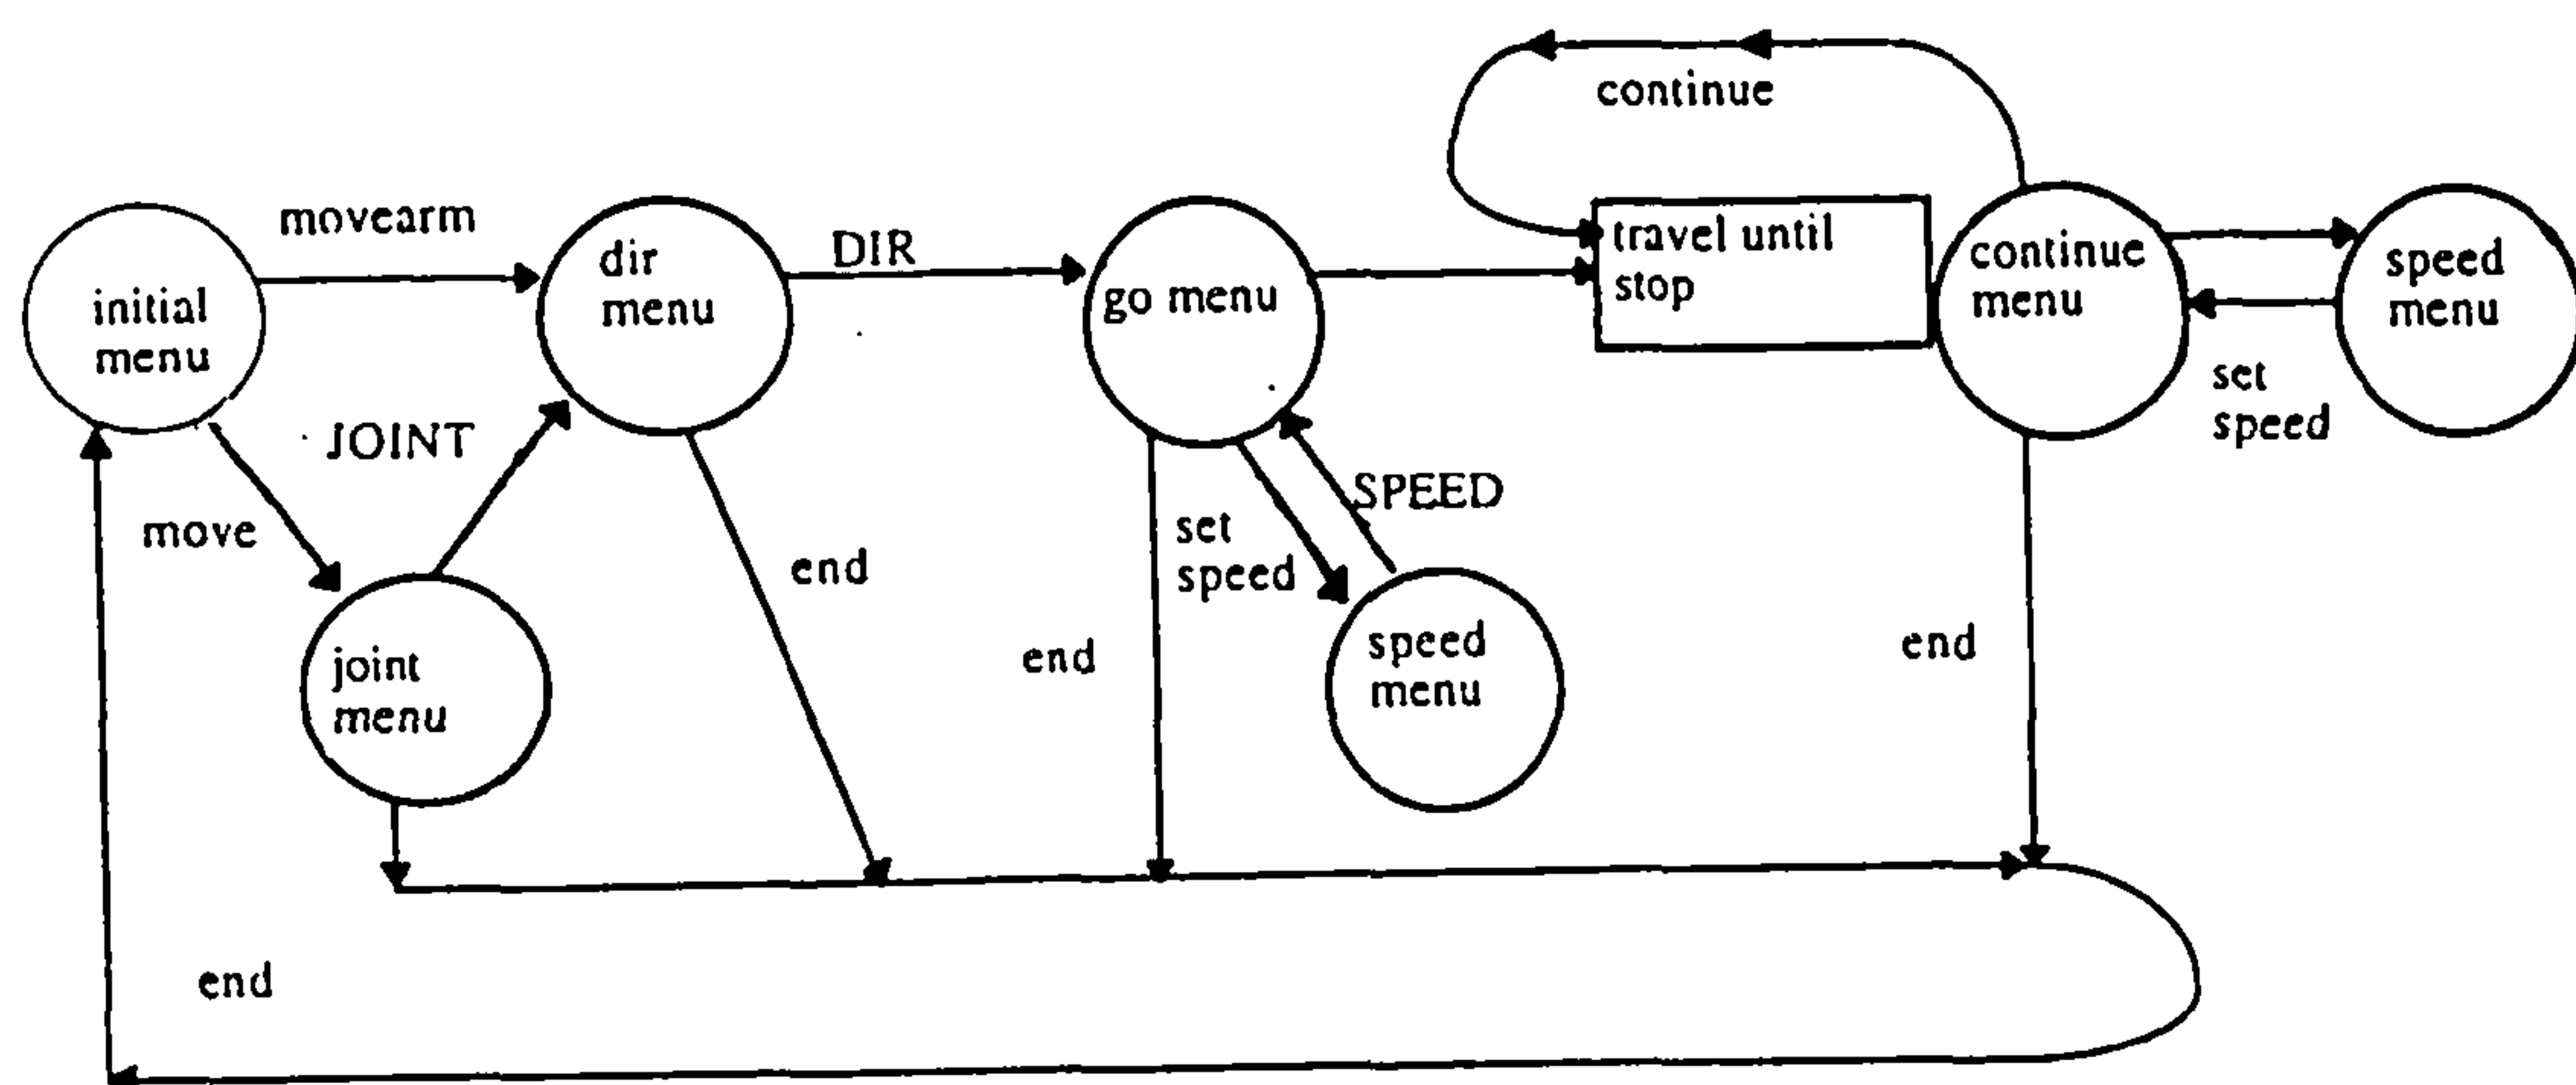 continue
movearm
initial
menu
dir
menu
DIR
go menu
travel until
stop
continue
menu
speed
menu
set
speed
JOINT
move
joint
menu
end
SPEED
set
speed
end
speed
menu
end
end